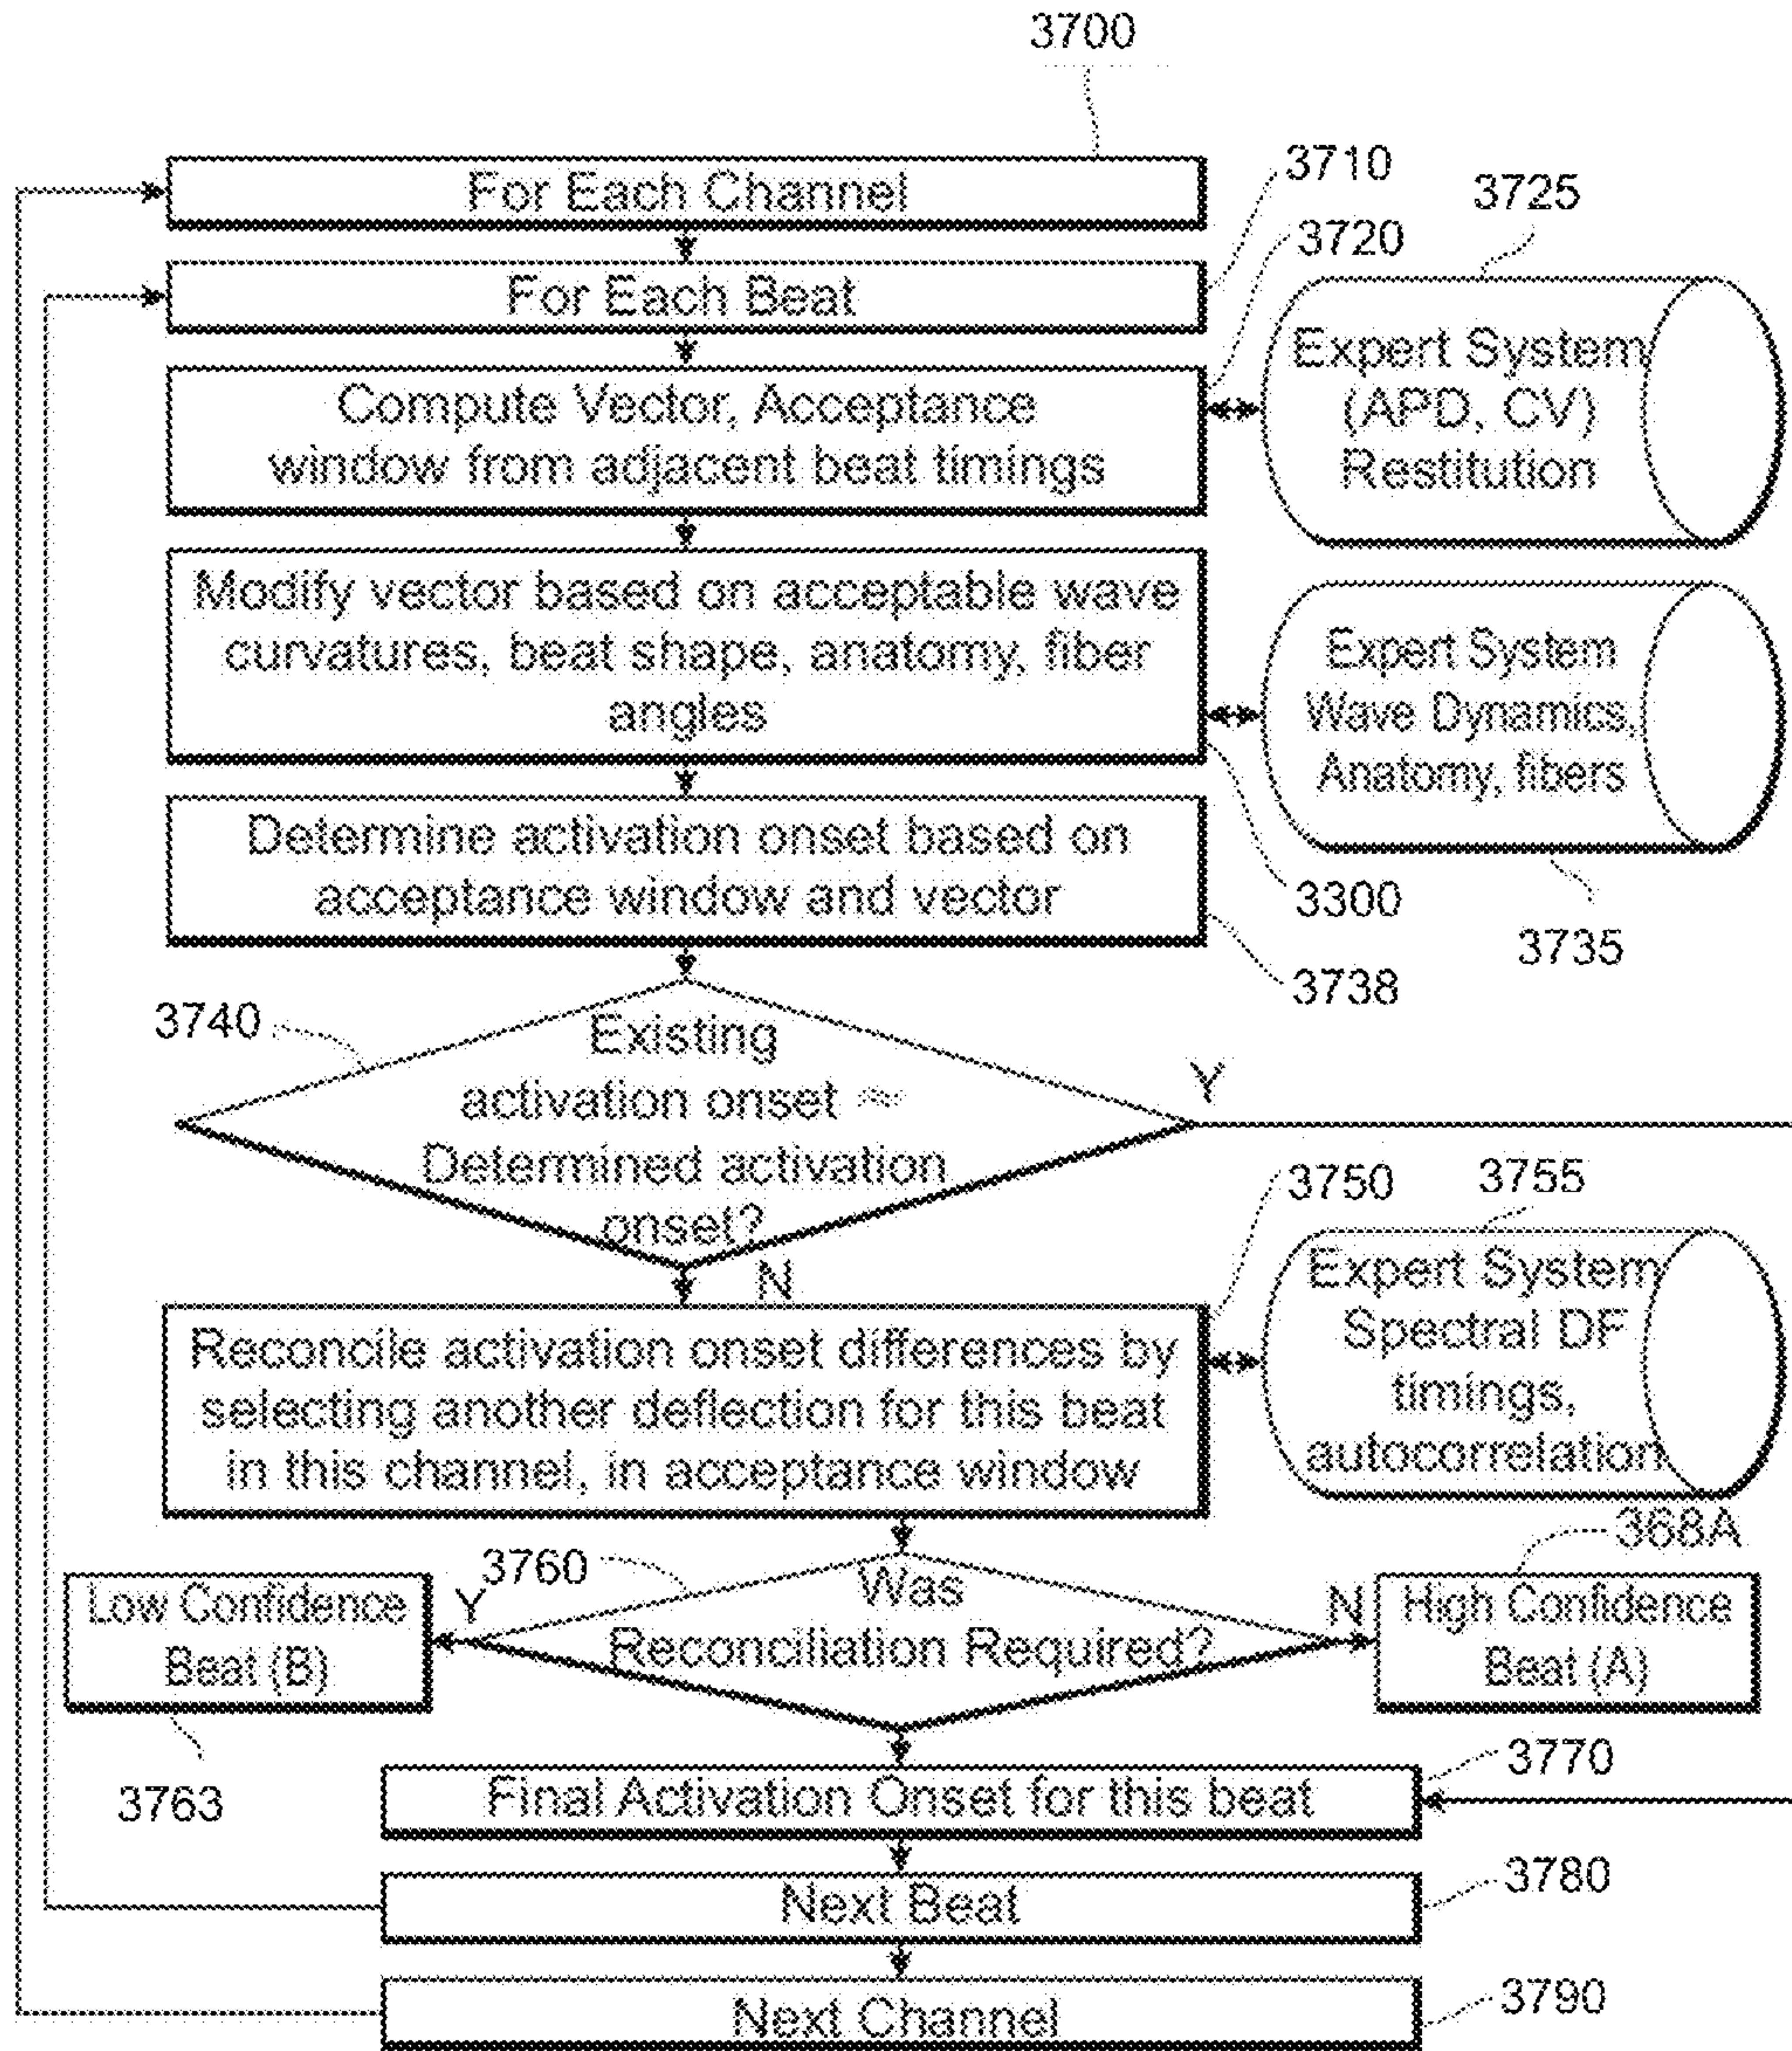 3700
For Each Channel
3710
For Each Beat
3720
3725
Compute Vector, Acceptance
window from adjacent beat timings
Expert System
(APD, CV)
Restitution
Modify vector based on acceptable wave
curvatures, beat shape, anatomy, fiber
angles
3300
Expert System
Wave Dynamics,
Anatomy, fibers
3735
Determine activation onset based on
acceptance window and vector
3738
3740
Existing
activation onset ≈
Determined activation
onset?
Y
N
3750
3755
Reconcile activation onset differences by
selecting another deflection for this beat
in this channel, in acceptance window
Expert System
Spectral DF
timings,
autocorrelation
3760
Was
Reconciliation Required?
Y
Low Confidence
Beat (B)
3763
N
368A
High Confidence
Beat (A)
Final Activation Onset for this beat
3770
Next Beat
3780
Next Channel
3790